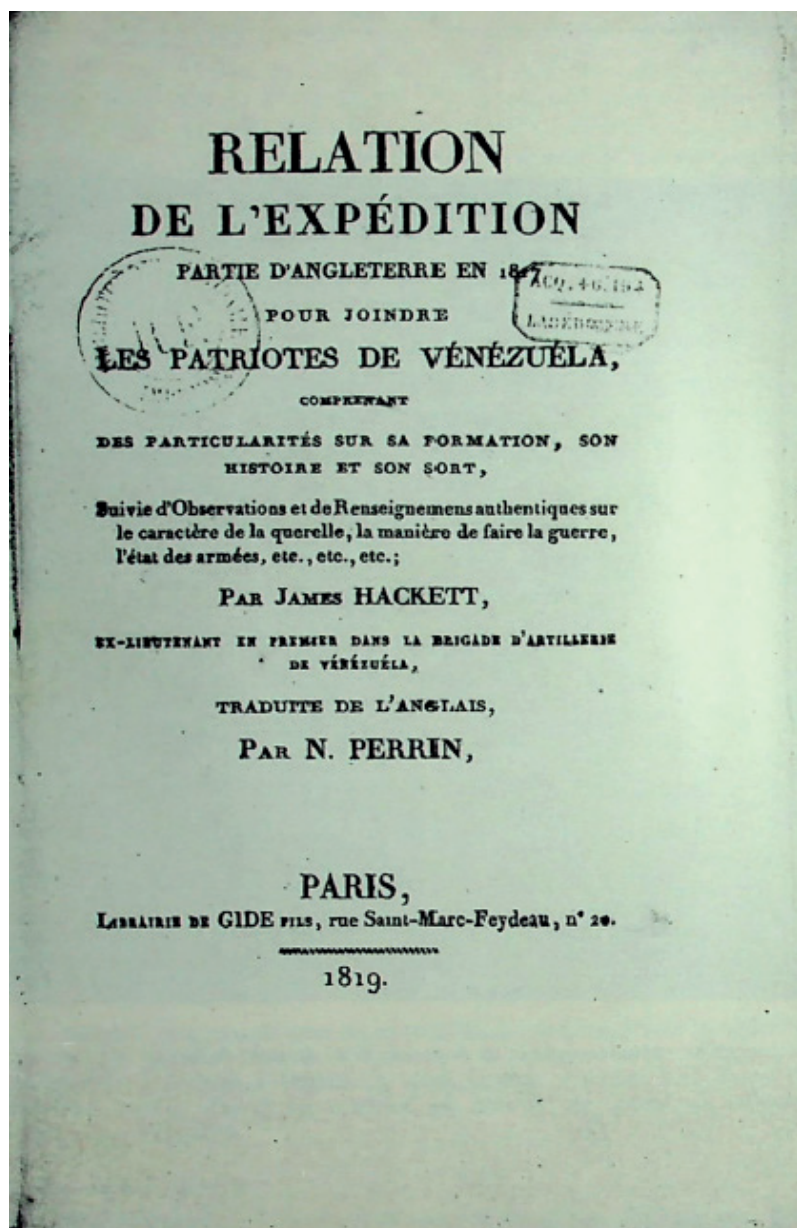 RELATION
DE L'EXPÉDITION
PARTIE D'ANGLETERRE EN
POUR JOINDRE
LES PATRIOTES DE VÉNÉZUÉLA,
COMPRENANT
DES PARTICULARITÉS SUR SA FORMATION, SON
HISTOIRE ET SON SORT,
Suivie d'Observations et de Renseignemens authentiques sur
le caractère de la querelle, la manière de faire la guerre,
l'état des armées, etc., etc., etc.;
PAR JAMES HACKETT,
EX-LIEUTENANT EN PREMIER DANS LA BRIGADE D'ARTILLERIE
DE VÉNÉZUÉLA,
TRADUITE DE L'ANGLAIS,
PAR N. PERRIN,
PARIS,
LIBRAIRIE DE GIDE FILS, rue Saint-Marc-Feydeau, n° 20.
1819.